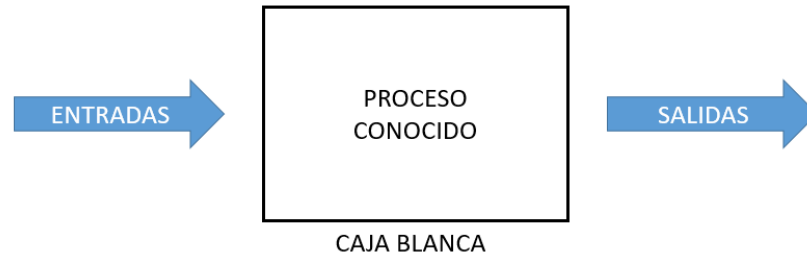 ENTRADAS
PROCESO
CONOCIDO
SALIDAS
CAJA BLANCA